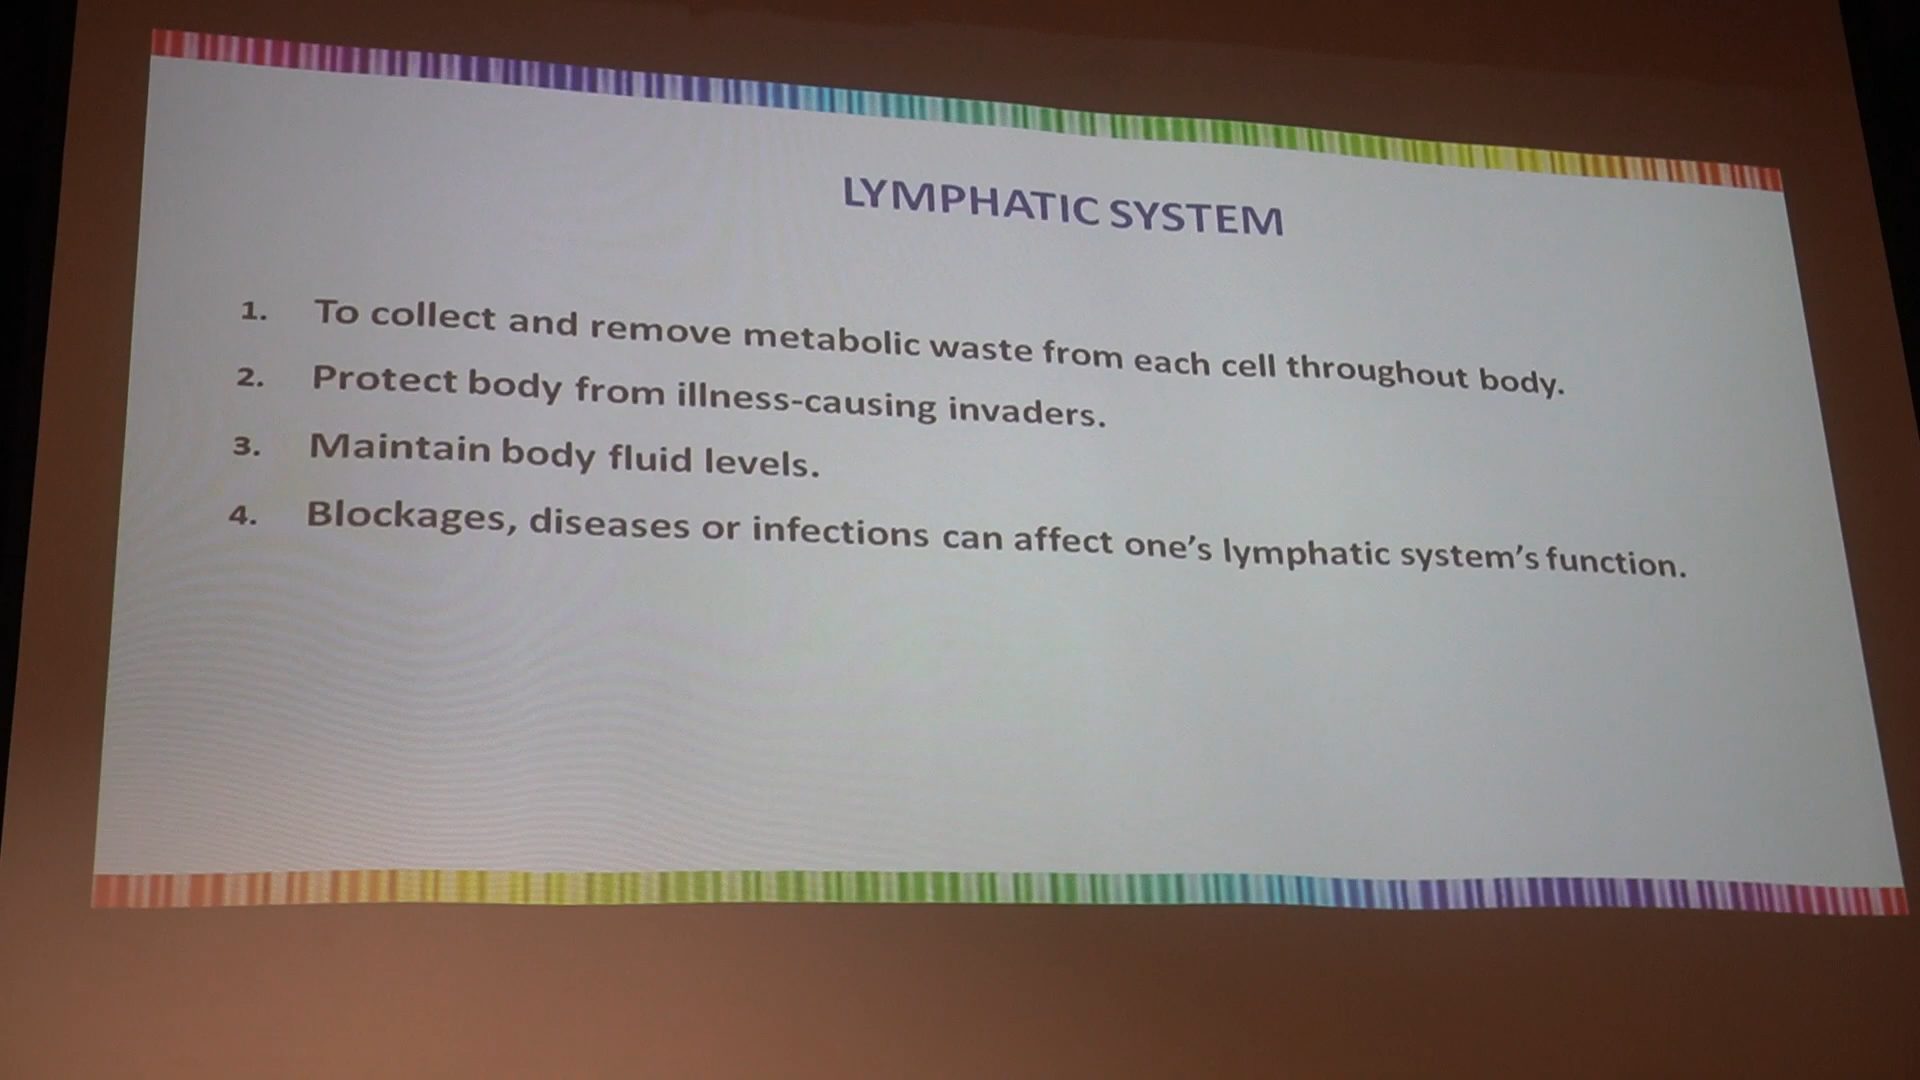 LYMPHATIC SYSTEM
1. To collect and remove metabolic waste from each cell throughout body.
2. Protect body from illness-causing invaders.
3. Maintain body fluid levels.
4. Blockages, diseases or infections can affect one’s lymphatic system’s function.